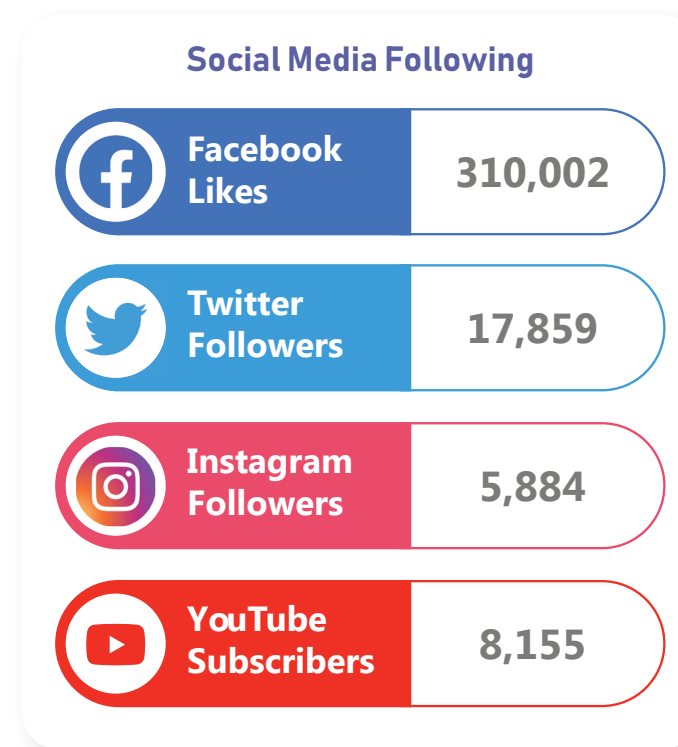 Social Media Following
Facebook
Likes
310,002
Twitter
Followers
17,859
Instagram
Followers
5,884
YouTube
Subscribers
8,155